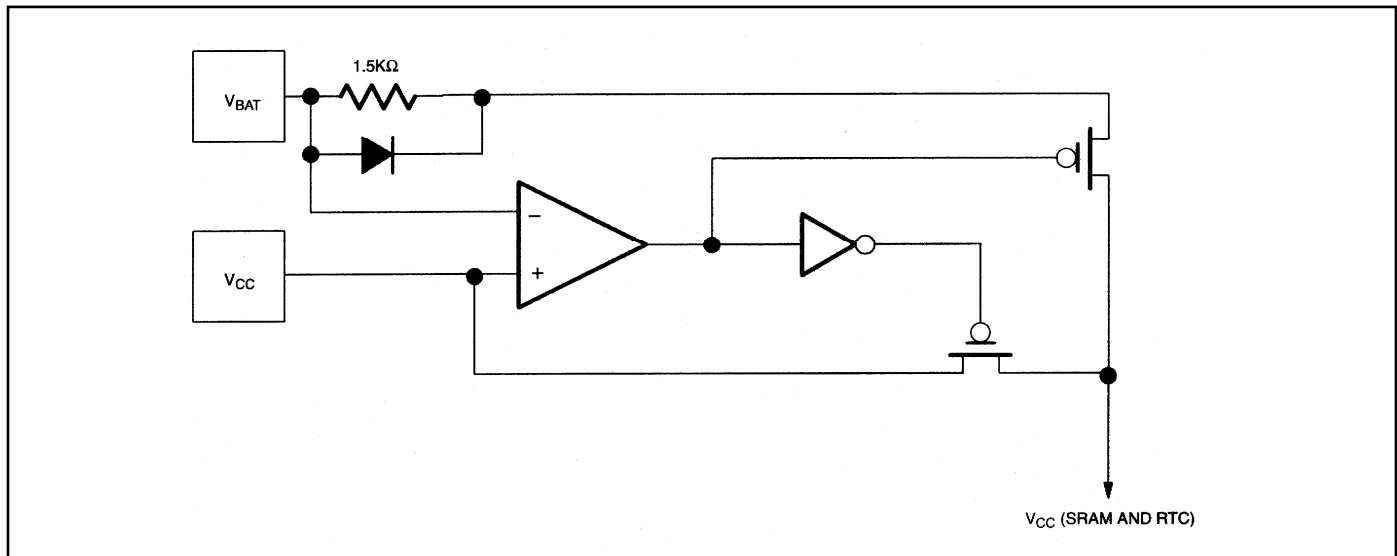 1.5KΩ
V_BAT
−
V_CC
+
V_CC (SRAM AND RTC)